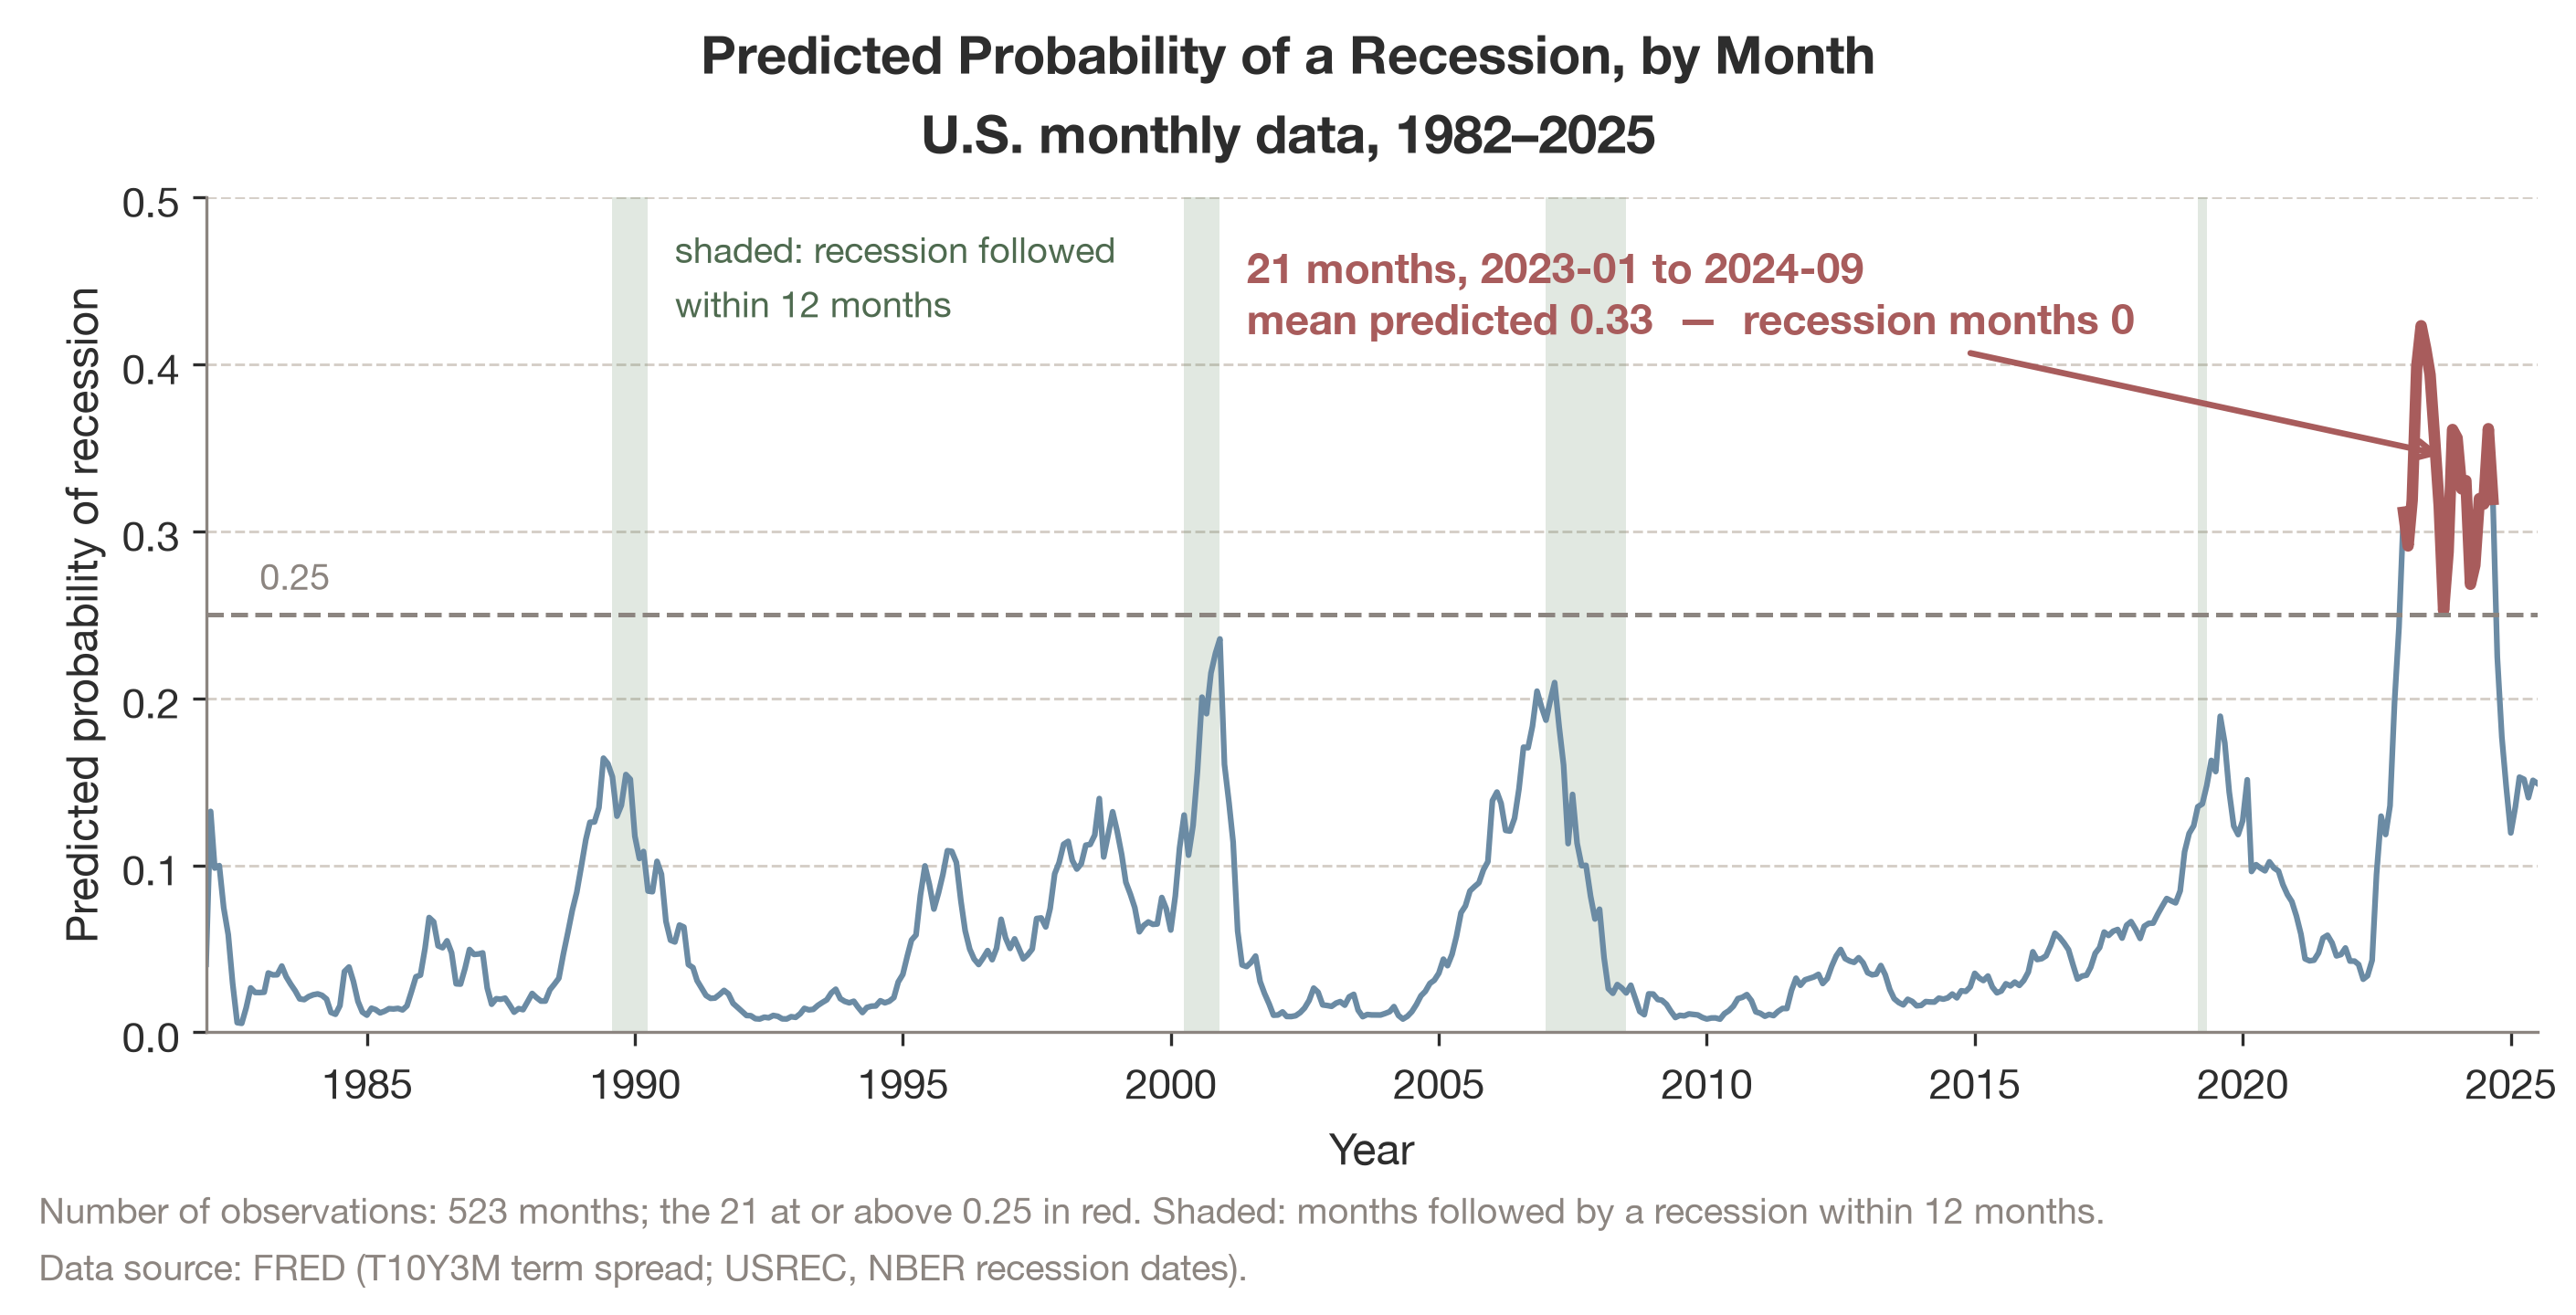 Predicted Probability of a Recession, by Month
U.S. monthly data, 1982–2025
Predicted probability of recession
0.5
0.4
0.3
0.2
0.1
0.0
shaded: recession followed
within 12 months
21 months, 2023-01 to 2024-09
mean predicted 0.33 — recession months 0
0.25
1985
1990
1995
2000
2005
2010
2015
2020
2025
Year
Number of observations: 523 months; the 21 at or above 0.25 in red. Shaded: months followed by a recession within 12 months.
Data source: FRED (T10Y3M term spread; USREC, NBER recession dates).